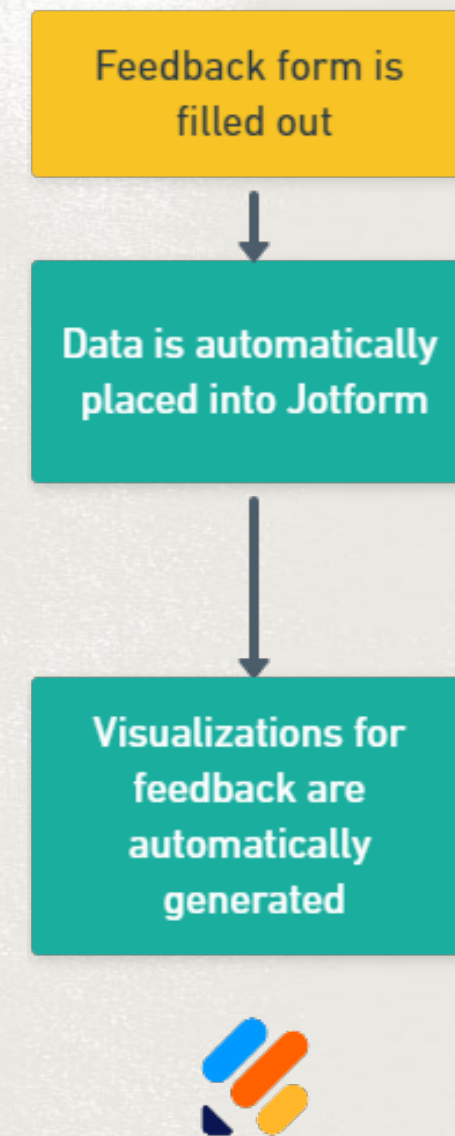 Feedback form is
filled out
Data is automatically
placed into Jotform
Visualizations for
feedback are
automatically
generated